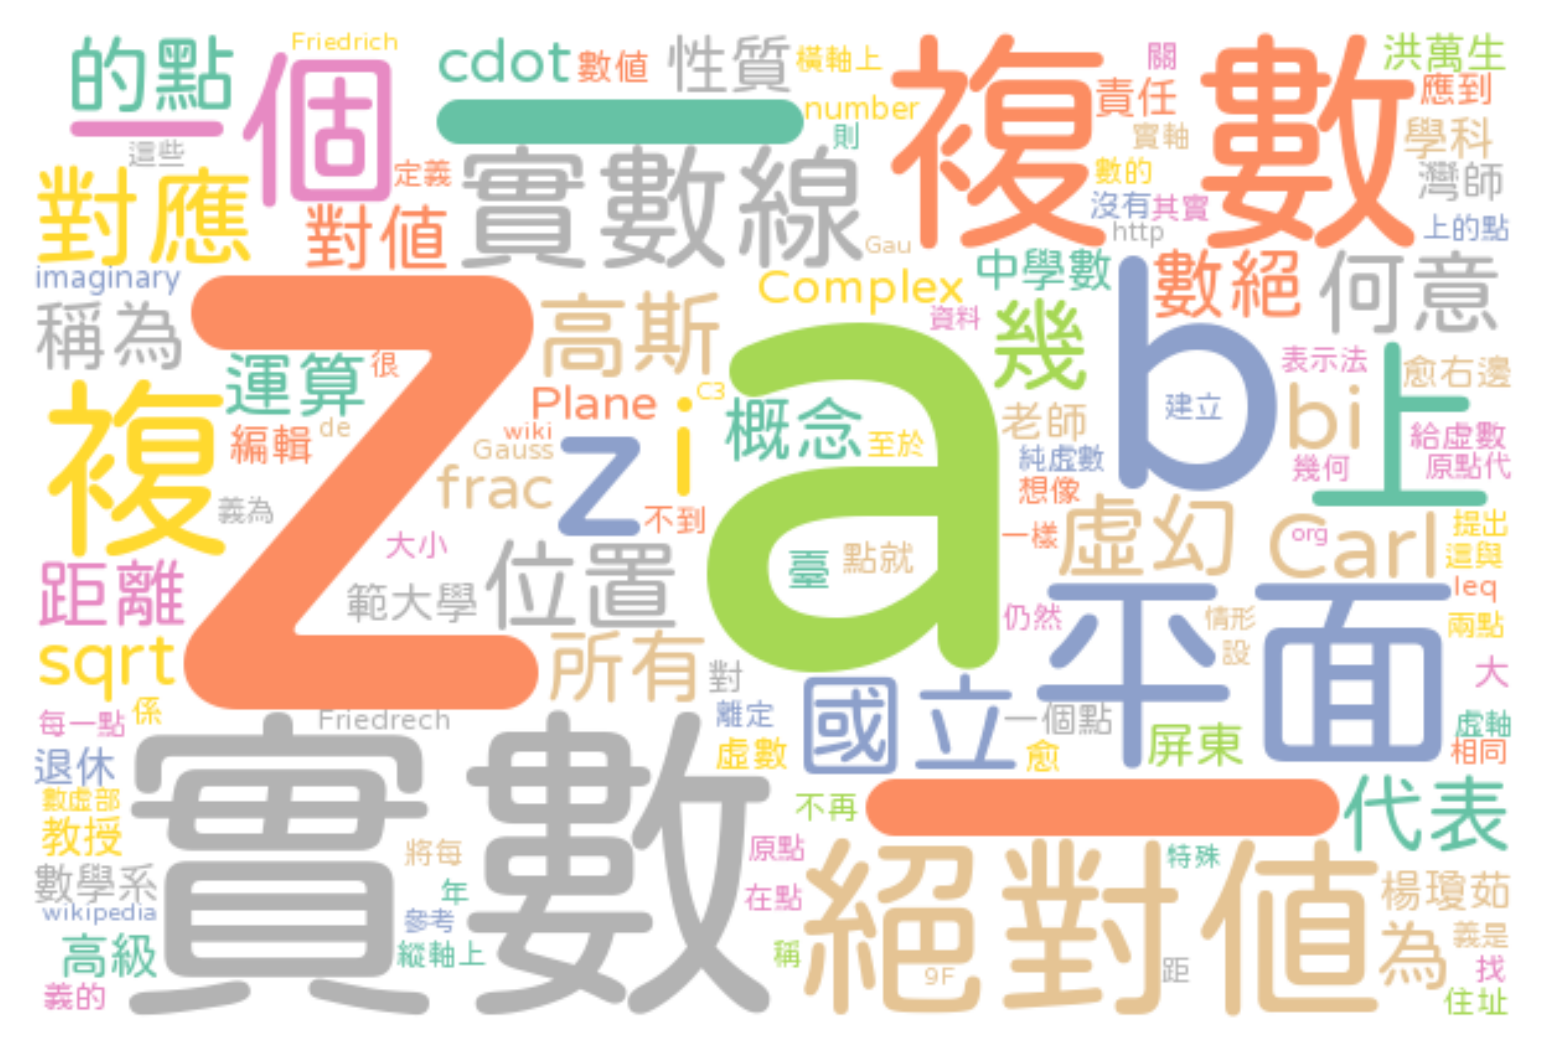 的點
個
Friedrich
cdot
數值
性質
橫軸上
複數
關
洪萬生
一
這些
一
number
則
責任
實軸
應到
學科
對應
定義
對值
實數線
Gau
數的
沒有
其實
http
灣師
上的點
imaginary
稱為
z
高斯
Complex
資料
中學數
幾
b
數絕
何意
運算
很
複
編輯
de
Plane
wiki
Gauss
frac
z
i
C3
概念
至於
a
老師
純虛數
想像
建立
表示法
bi
幾何
上
愈右邊
給虛數
原點代
義為
大小
不到
範大學
位置
臺
點就
一樣
虛幻
Carl
org
提出
這與
leq
距離
sqrt
所有
對
仍然
平面
情形
設
兩點
大
每一點
係
Friedrech
離定
虛數
國立
一個點
愈
屏東
虛軸
相同
退休
數虛部
教授
實數
不再
一
代表
數學系
wikipedia
高級
義的
將每
年
參考
縱軸上
原點
在點
稱
絕對值
9F
特殊
距
楊瓊茹
為
義是
找
住址